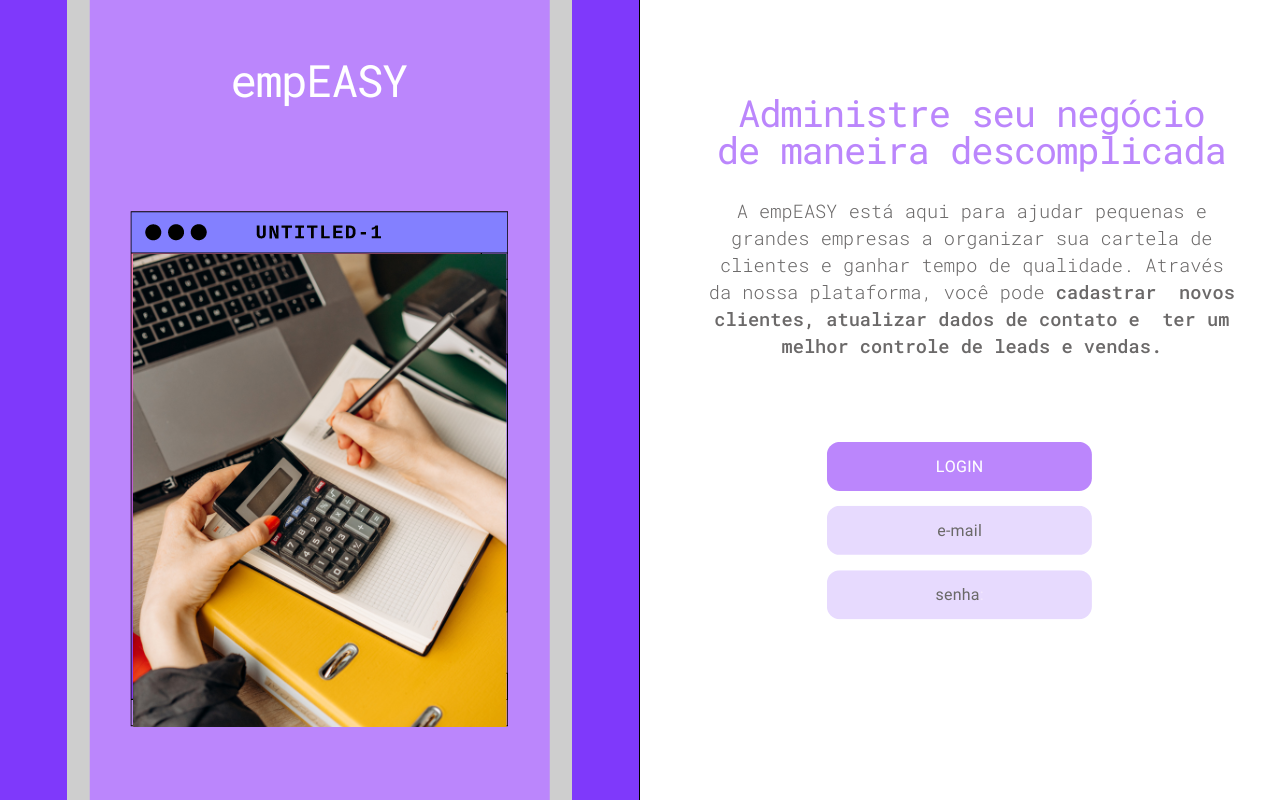 empEASY
UNTITLED-1
Administre seu negócio
de maneira descomplicada
A empEASY está aqui para ajudar pequenas e
grandes empresas a organizar sua cartela de
clientes e ganhar tempo de qualidade. Através
da nossa plataforma, você pode cadastrar  novos
clientes, atualizar dados de contato e  ter um
melhor controle de leads e vendas.
LOGIN
e-mail
senha